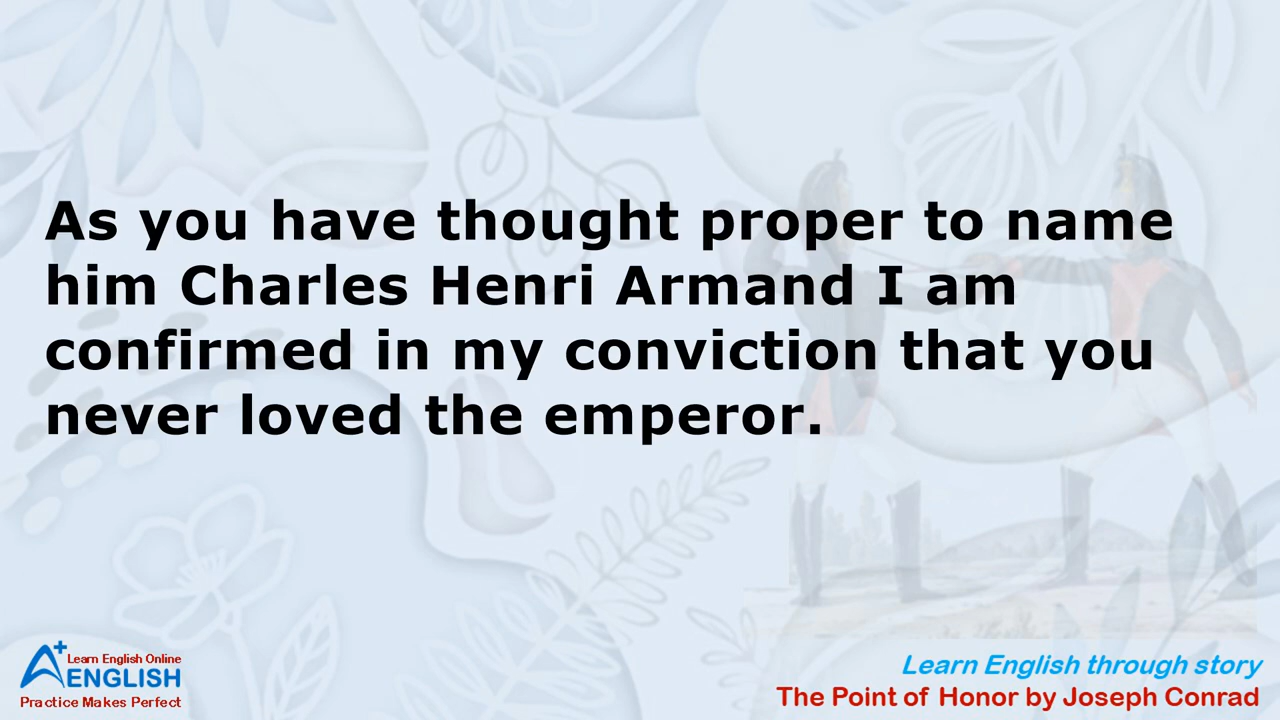 As you have thought proper to name
him Charles Henri Armand I am
confirmed in my conviction that you
never loved the emperor.
A+
Learn English Online
ENGLISH
Practice Makes Perfect
Learn English through story
The Point of Honor by Joseph Conrad